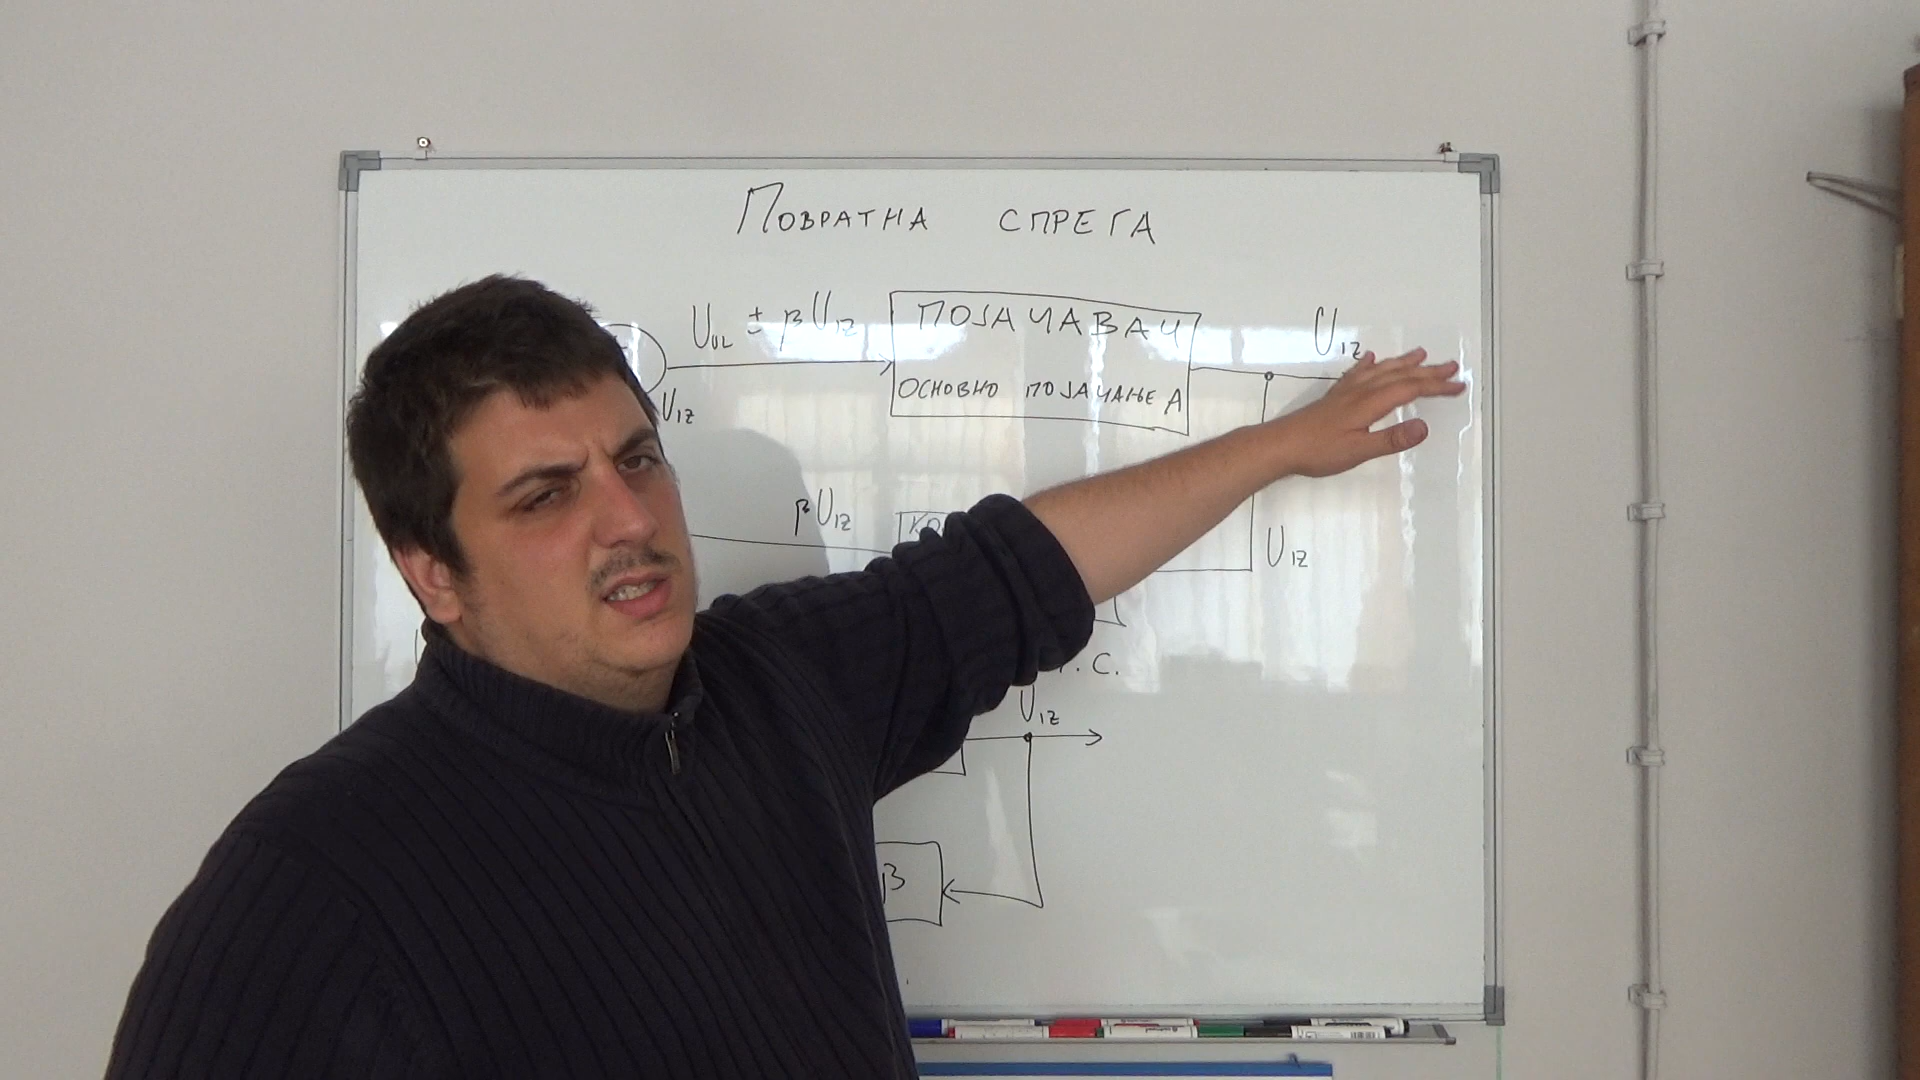 ПОВРАТНА СПРЕГА
Uul ± βUiz
ПОЈАЧАВАЧ
ОСНОВНО ПОЈАЧАЊЕ A
Uiz
Uiz
βUiz
Uiz
С.
Uiz
β